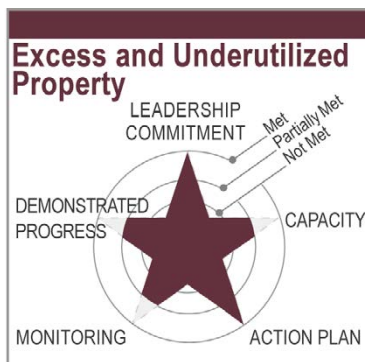 Excess and Underutilized
Property
LEADERSHIP
COMMITMENT
Met
Partially Met
Not Met
DEMONSTRATED
PROGRESS
CAPACITY
MONITORING
ACTION PLAN